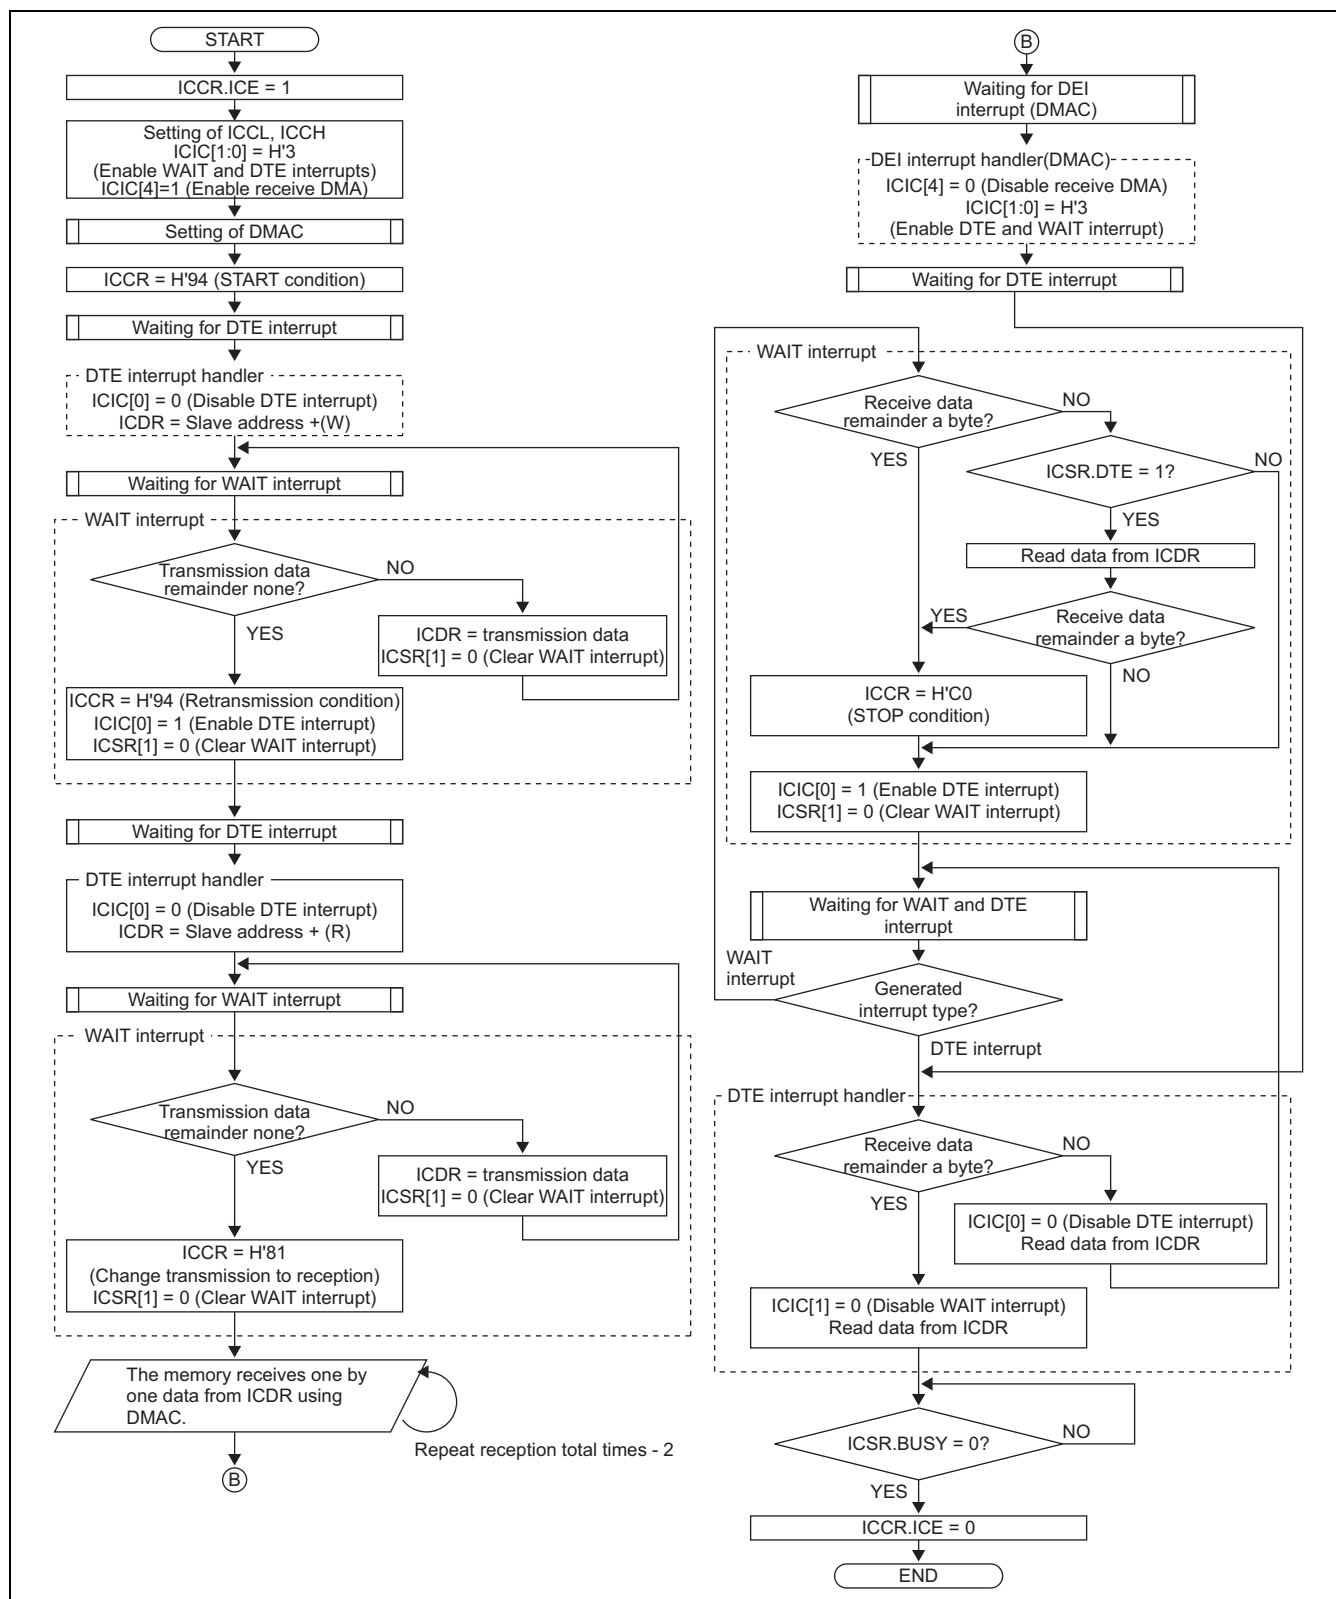 START
ICCR.ICE = 1
Setting of ICCL, ICCH
ICIC[1:0] = H'3
(Enable WAIT and DTE interrupts)
ICIC[4]=1 (Enable receive DMA)
Setting of DMAC
ICCR = H'94 (START condition)
Waiting for DTE interrupt
DTE interrupt handler
ICIC[0] = 0 (Disable DTE interrupt)
ICDR = Slave address +(W)
Waiting for WAIT interrupt
WAIT interrupt
Transmission data
remainder none?
NO
YES
ICDR = transmission data
ICSR[1] = 0 (Clear WAIT interrupt)
ICCR = H'94 (Retransmission condition)
ICIC[0] = 1 (Enable DTE interrupt)
ICSR[1] = 0 (Clear WAIT interrupt)
Waiting for DTE interrupt
DTE interrupt handler
ICIC[0] = 0 (Disable DTE interrupt)
ICDR = Slave address + (R)
Waiting for WAIT interrupt
WAIT interrupt
Transmission data
remainder none?
NO
YES
ICDR = transmission data
ICSR[1] = 0 (Clear WAIT interrupt)
ICCR = H'81
(Change transmission to reception)
ICSR[1] = 0 (Clear WAIT interrupt)
The memory receives one by
one data from ICDR using
DMAC.
Repeat reception total times - 2
B
B
Waiting for DEI
interrupt (DMAC)
DEI interrupt handler(DMAC)
ICIC[4] = 0 (Disable receive DMA)
ICIC[1:0] = H'3
(Enable DTE and WAIT interrupt)
Waiting for DTE interrupt
WAIT interrupt
Receive data
remainder a byte?
NO
YES
ICSR.DTE = 1?
NO
YES
Read data from ICDR
YES
Receive data
remainder a byte?
NO
ICCR = H'C0
(STOP condition)
ICIC[0] = 1 (Enable DTE interrupt)
ICSR[1] = 0 (Clear WAIT interrupt)
Waiting for WAIT and DTE
interrupt
WAIT
interrupt
Generated
interrupt type?
DTE interrupt
DTE interrupt handler
Receive data
remainder a byte?
NO
YES
ICIC[0] = 0 (Disable DTE interrupt)
Read data from ICDR
ICIC[1] = 0 (Disable WAIT interrupt)
Read data from ICDR
ICSR.BUSY = 0?
NO
YES
ICCR.ICE = 0
END